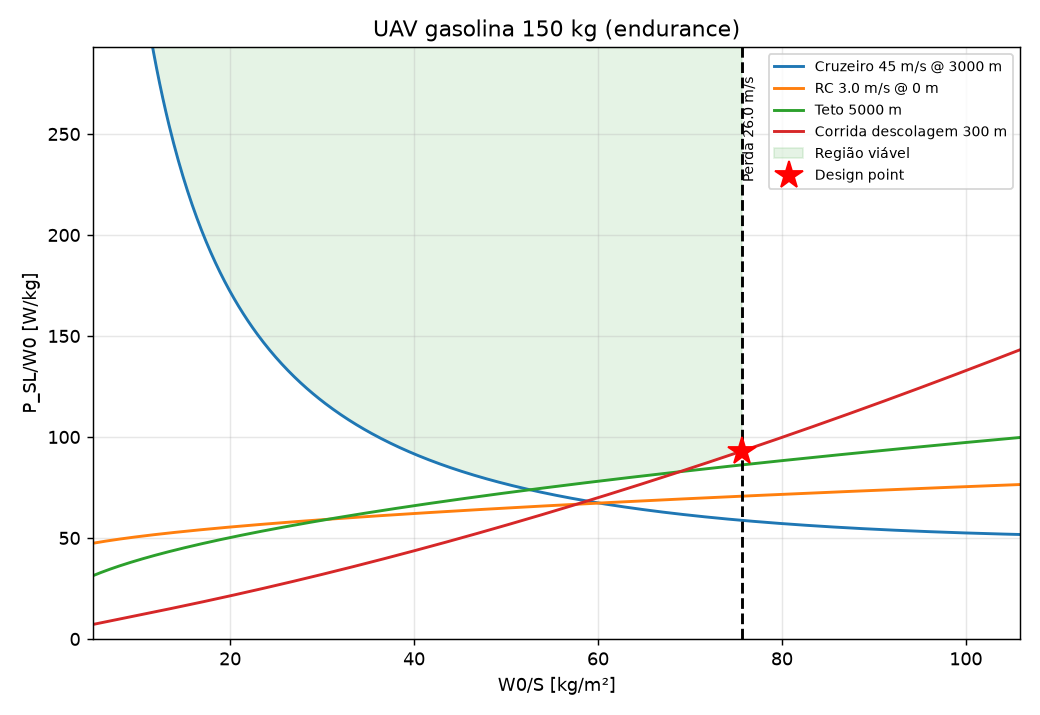 UAV gasolina 150 kg (endurance)
P_SL/W0 [W/kg]
250
200
150
100
50
0
Perda 26.0 m/s
Cruzeiro 45 m/s @ 3000 m
RC 3.0 m/s @ 0 m
Teto 5000 m
Corrida descolagem 300 m
Região viável
Design point
20 40 60 80 100
W0/S [kg/m²]